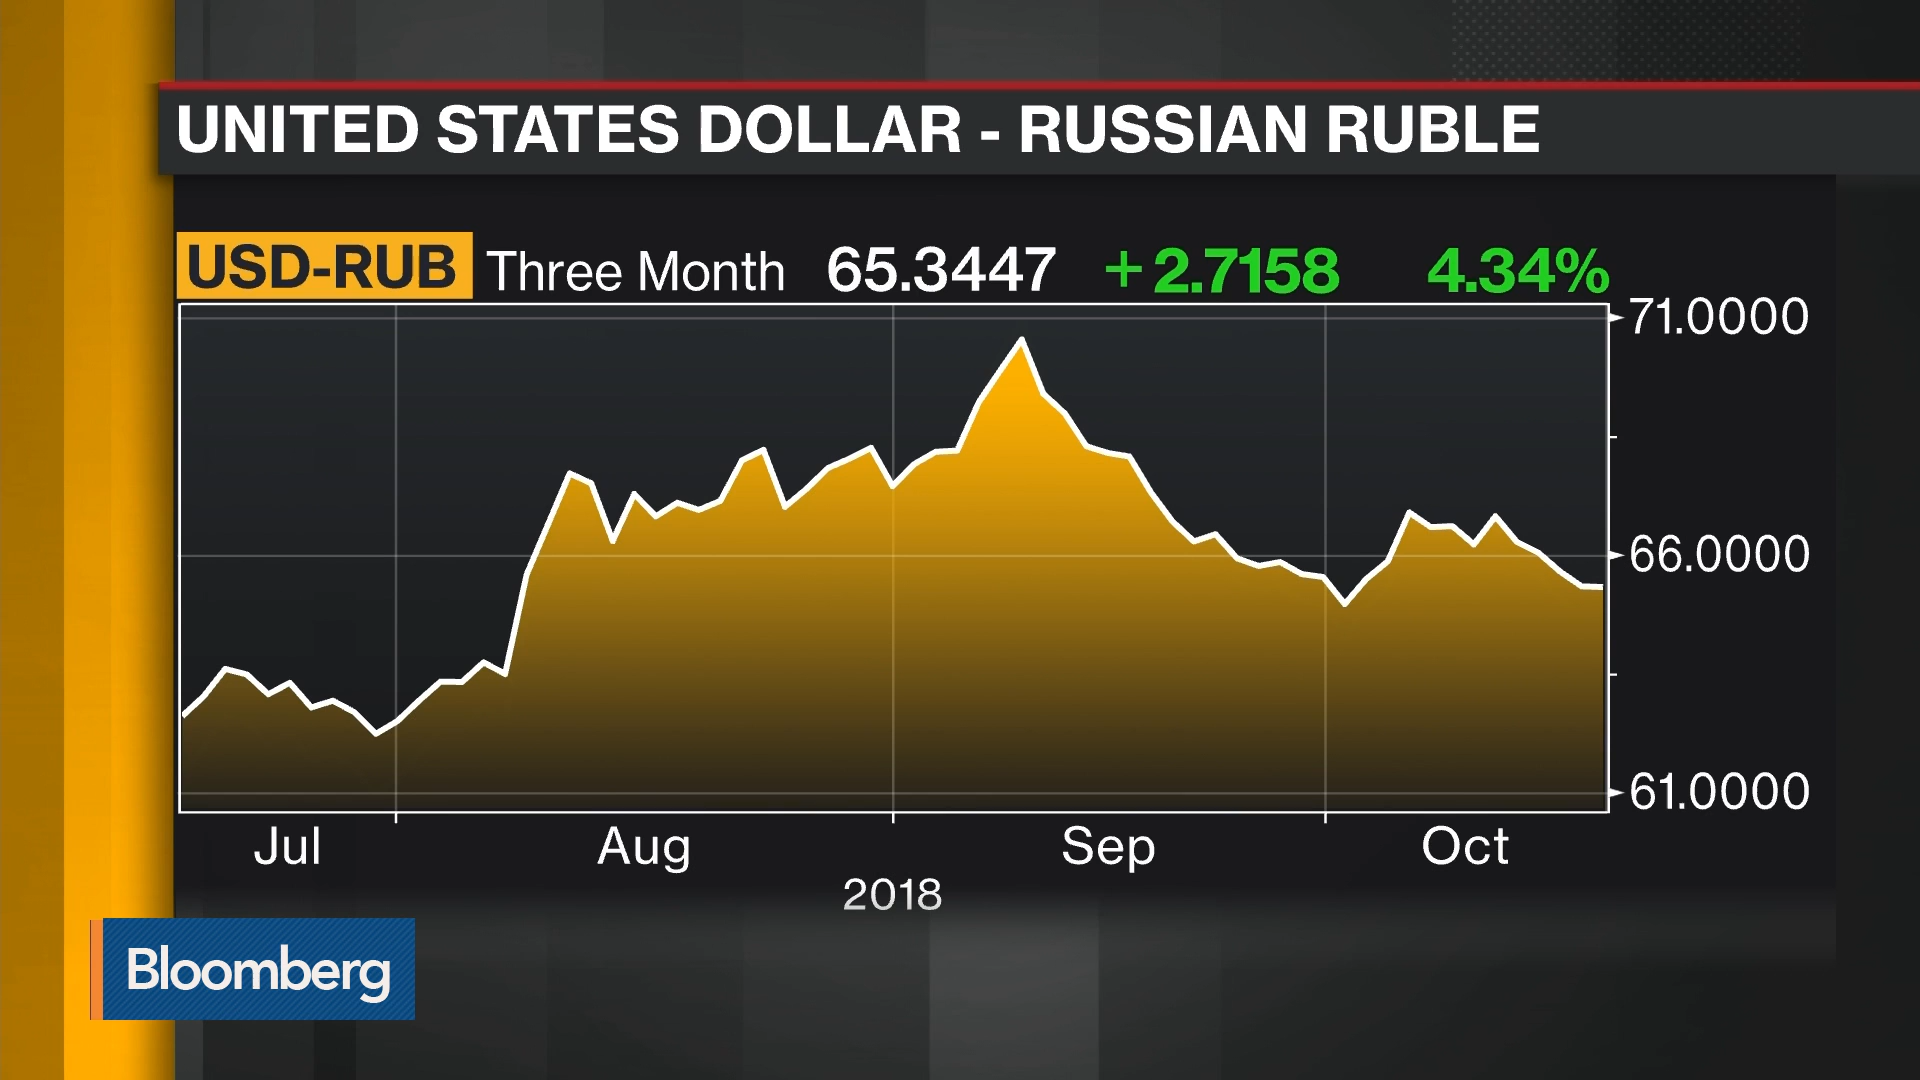 UNITED STATES DOLLAR - RUSSIAN RUBLE
USD-RUB Three Month 65.3447 +2.7158 4.34%
71.0000
66.0000
61.0000
Jul Aug Sep Oct
2018
Bloomberg